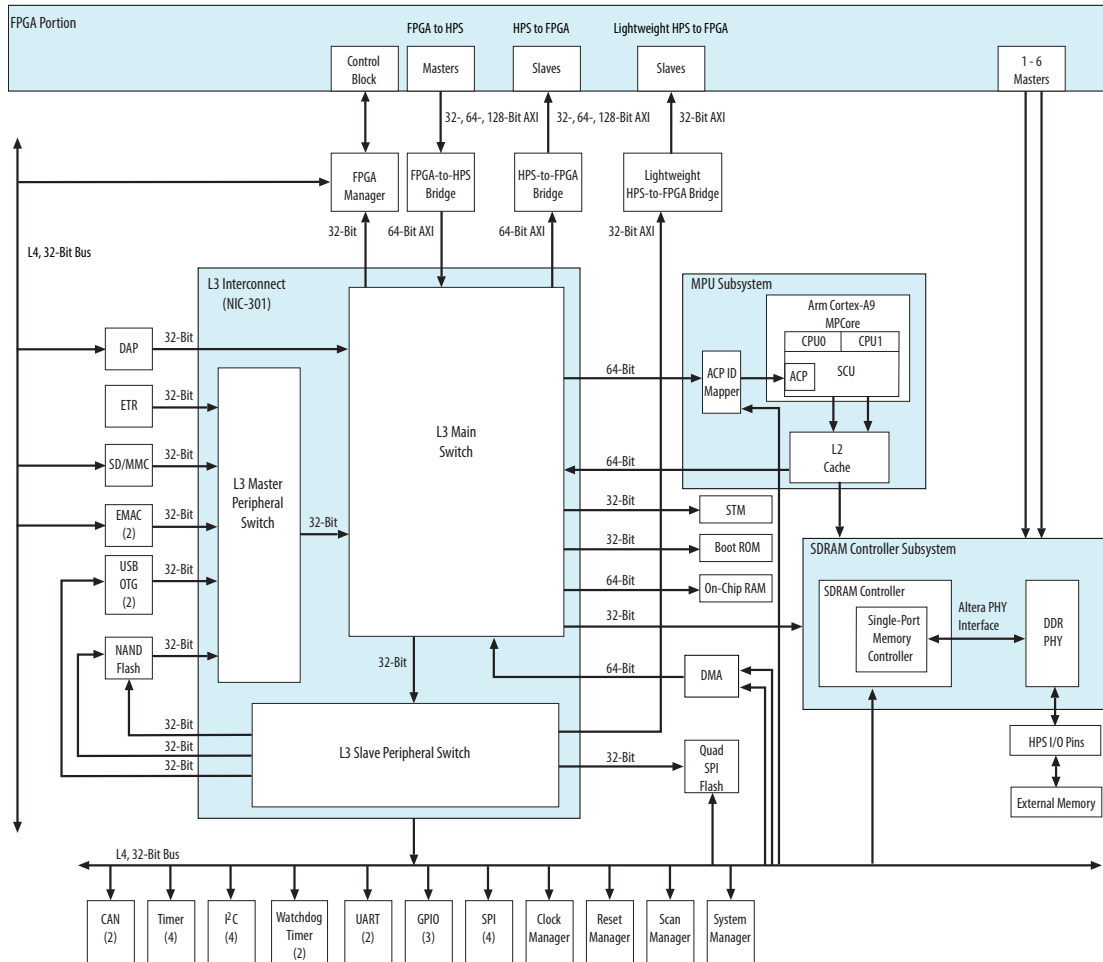 FPGA Portion
FPGA to HPS
HPS to FPGA
Lightweight HPS to FPGA
Control
Block
Masters
Slaves
Slaves
1 - 6
Masters
32-, 64-, 128-Bit AXI
32-, 64-, 128-Bit AXI
32-Bit AXI
FPGA
Manager
FPGA-to-HPS
Bridge
HPS-to-FPGA
Bridge
Lightweight
HPS-to-FPGA Bridge
32-Bit
64-Bit AXI
64-Bit AXI
32-Bit AXI
L4, 32-Bit Bus
L3 Interconnect
(NIC-301)
MPU Subsystem
Arm Cortex-A9
MPCore
CPU0
CPU1
ACP
SCU
ACP ID
Mapper
L2
Cache
DAP
32-Bit
ETR
32-Bit
SD/MMC
32-Bit
EMAC
(2)
32-Bit
USB
OTG
(2)
32-Bit
NAND
Flash
32-Bit
L3 Master
Peripheral
Switch
32-Bit
L3 Main
Switch
64-Bit
64-Bit
32-Bit
STM
32-Bit
Boot ROM
64-Bit
On-Chip RAM
32-Bit
SDRAM Controller Subsystem
SDRAM Controller
Single-Port
Memory
Controller
Altera PHY
Interface
DDR
PHY
32-Bit
64-Bit
DMA
32-Bit
32-Bit
32-Bit
L3 Slave Peripheral Switch
32-Bit
Quad
SPI
Flash
HPS I/O Pins
External Memory
L4, 32-Bit Bus
CAN
(2)
Timer
(4)
I²C
(4)
Watchdog
Timer
(2)
UART
(2)
GPIO
(3)
SPI
(4)
Clock
Manager
Reset
Manager
Scan
Manager
System
Manager